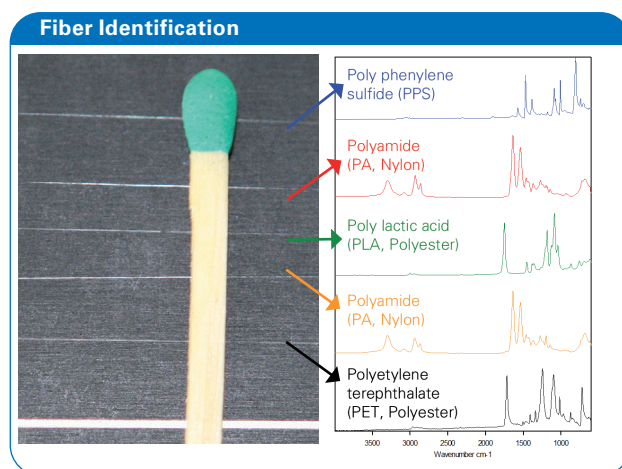 Fiber Identification
Poly phenylene
sulfide (PPS)
Polyamide
(PA, Nylon)
Poly lactic acid
(PLA, Polyester)
Polyamide
(PA, Nylon)
Polyetylene
terephthalate
(PET, Polyester)
3500 3000 2500 2000 1500 1000
Wavenumber cm-1